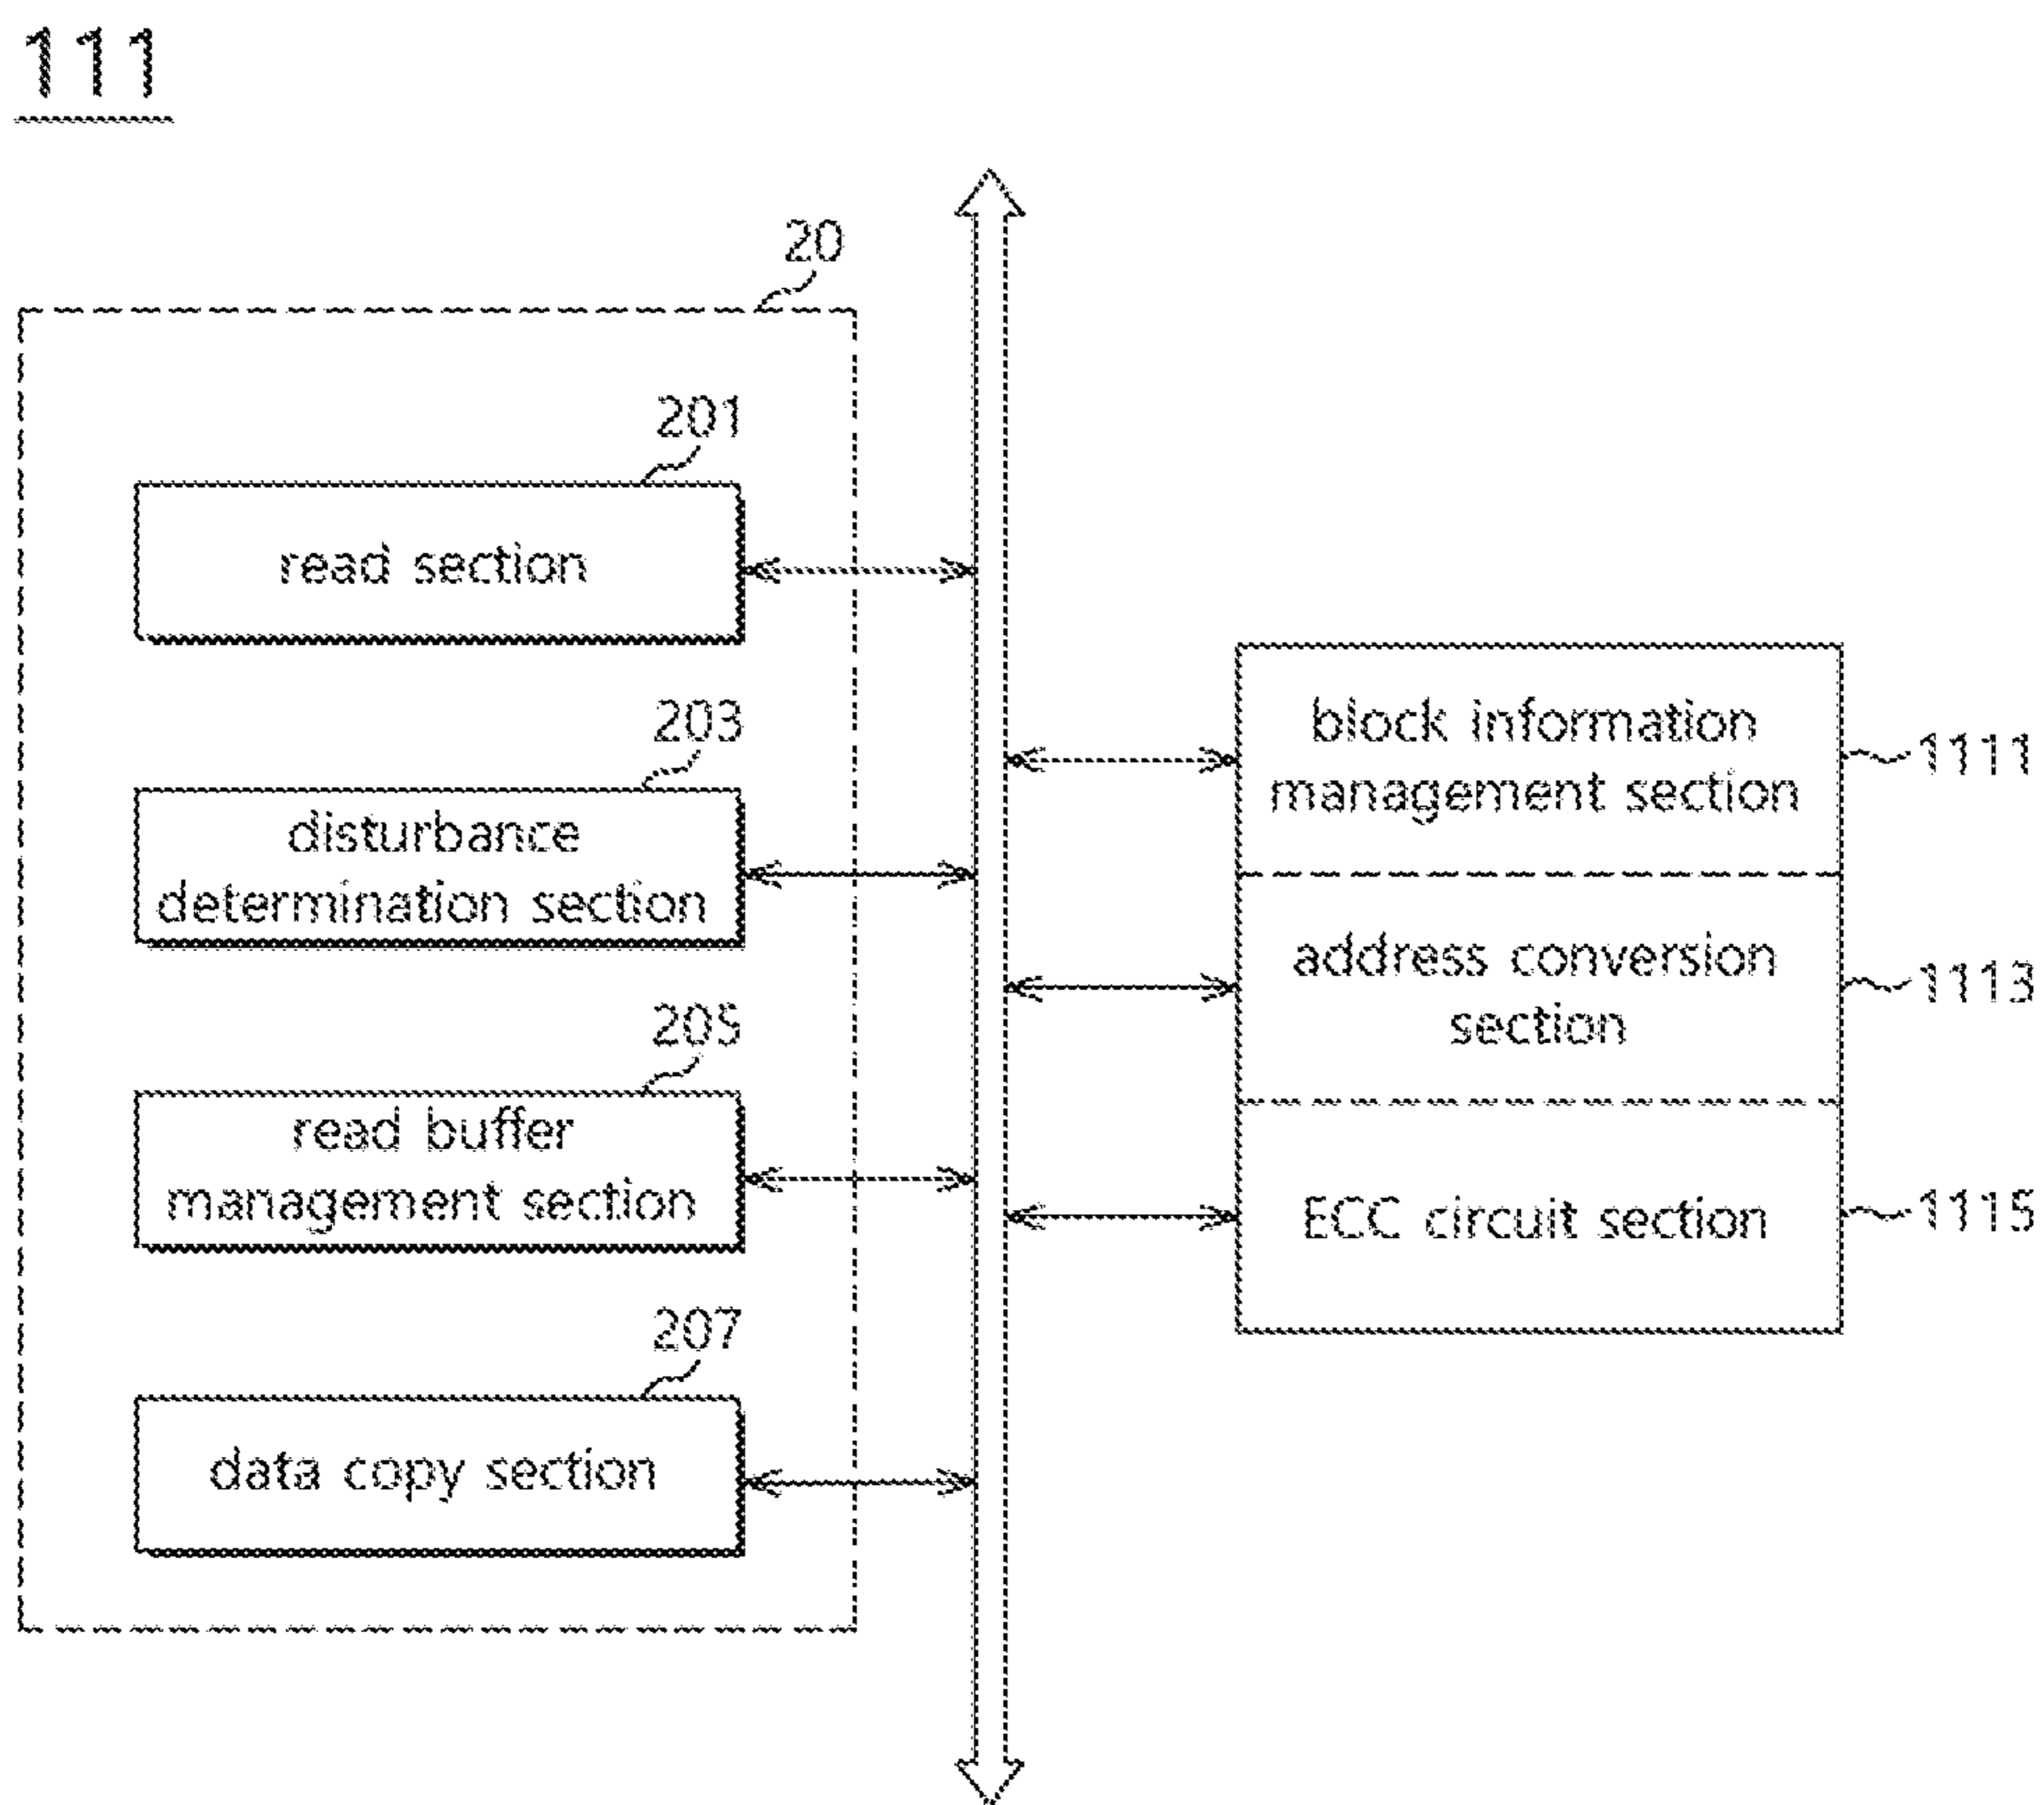 111
20
201
read section
203
disturbance
determination section
205
read buffer
management section
207
data copy section
block information
management section
1111
address conversion
section
1113
ECC circuit section
1115